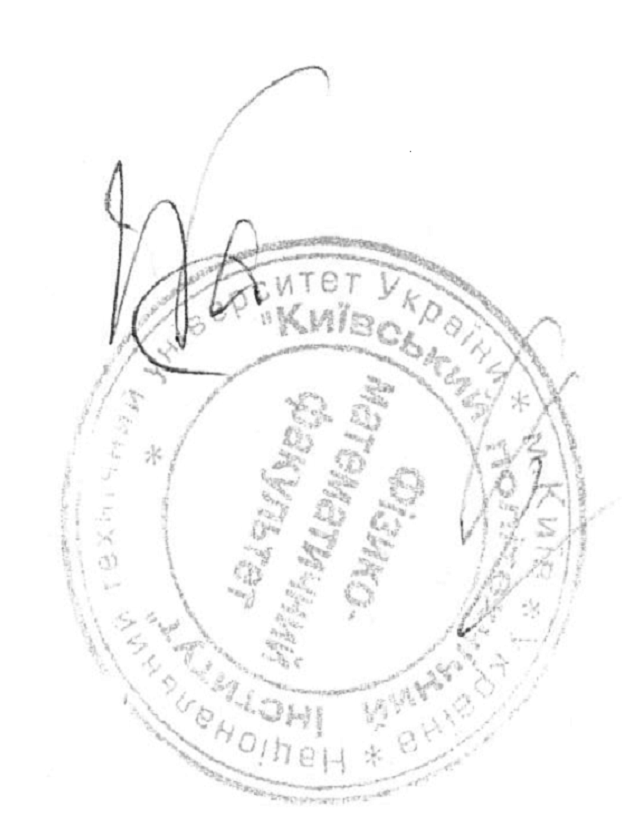 * Україна * Національний технічний університет України * м. Київ
"Київський політехнічний інститут"
Фізико-
математичний
факультет